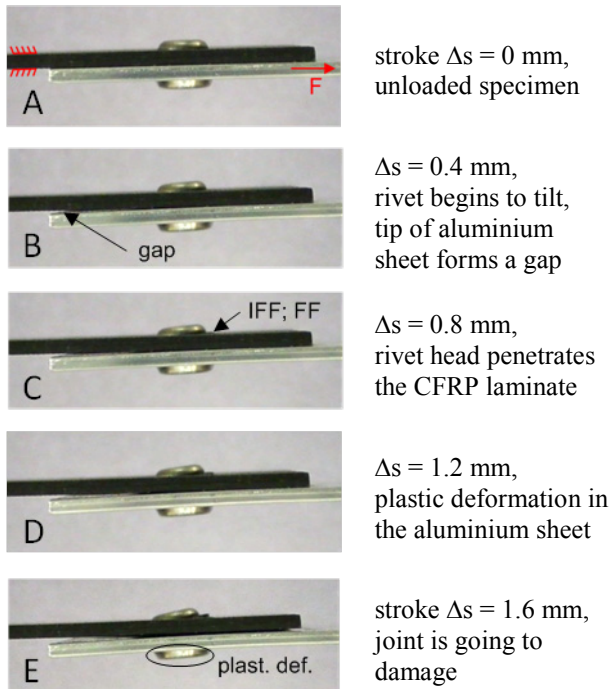 stroke Δs = 0 mm,
unloaded specimen
F
A
Δs = 0.4 mm,
rivet begins to tilt,
tip of aluminium
sheet forms a gap
gap
B
IFF; FF
Δs = 0.8 mm,
rivet head penetrates
the CFRP laminate
C
Δs = 1.2 mm,
plastic deformation in
the aluminium sheet
D
stroke Δs = 1.6 mm,
joint is going to
damage
plast. def.
E